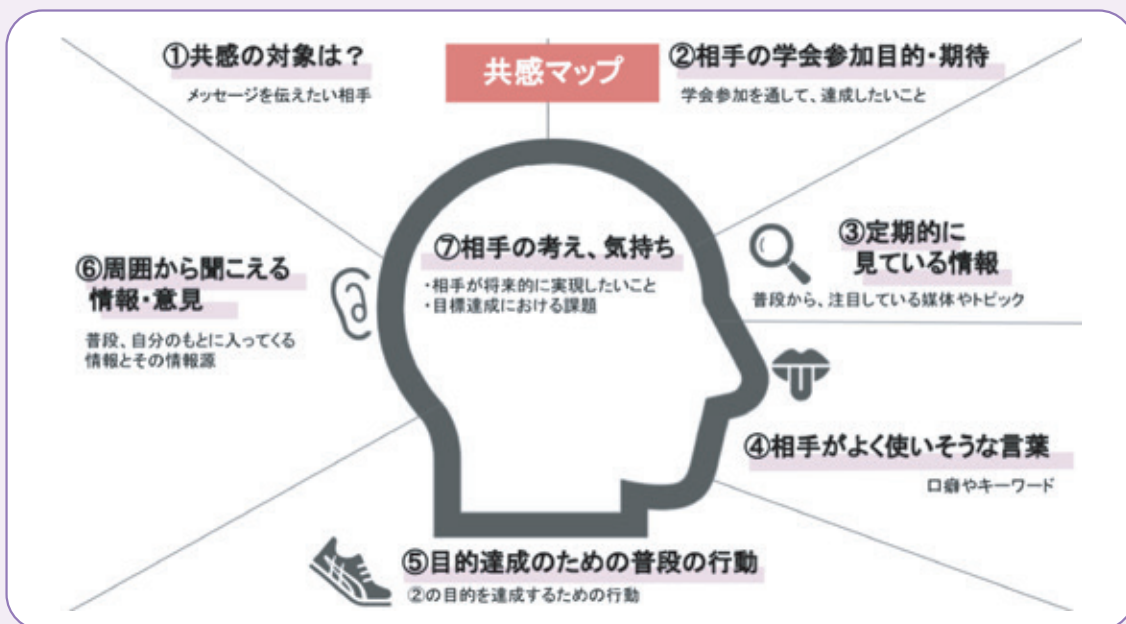 共感マップ
①共感の対象は？
メッセージを伝えたい相手
②相手の学会参加目的・期待
学会参加を通して、達成したいこと
③定期的に
見ている情報
普段から、注目している媒体やトピック
④相手がよく使いそうな言葉
口癖やキーワード
⑤目的達成のための普段の行動
②の目的を達成するための行動
⑥周囲から聞こえる
情報・意見
普段、自分のもとに入ってくる
情報とその情報源
⑦相手の考え、気持ち
・相手が将来的に実現したいこと
・目標達成における課題